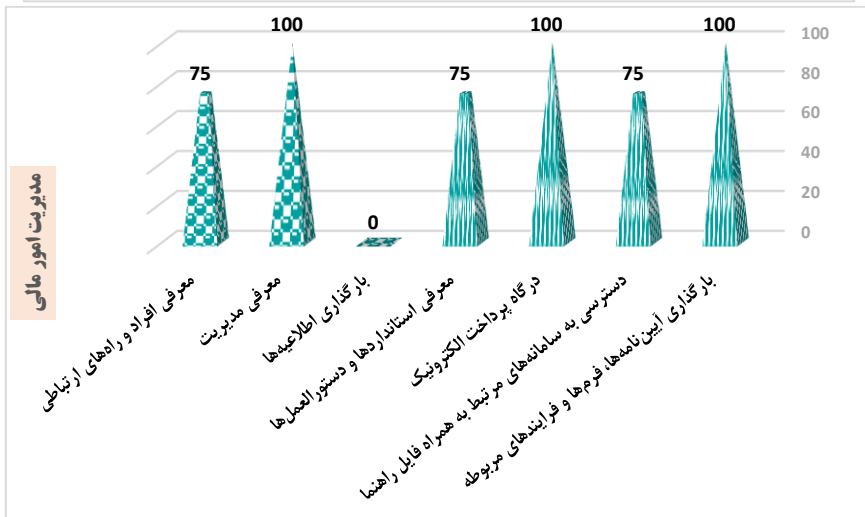 100
80
60
40
20
0
100
75
100
75
0
100
75
بارگذاری آیین‌نامه‌ها، فرم‌ها و فرایندهای مربوطه
دسترسی به سامانه‌های مرتبط به همراه فایل راهنما
درگاه پرداخت الکترونیک
معرفی استانداردها و دستورالعمل‌ها
بارگذاری اطلاعیه‌ها
معرفی مدیریت
معرفی افراد و راه‌های ارتباطی
مدیریت امور مالی